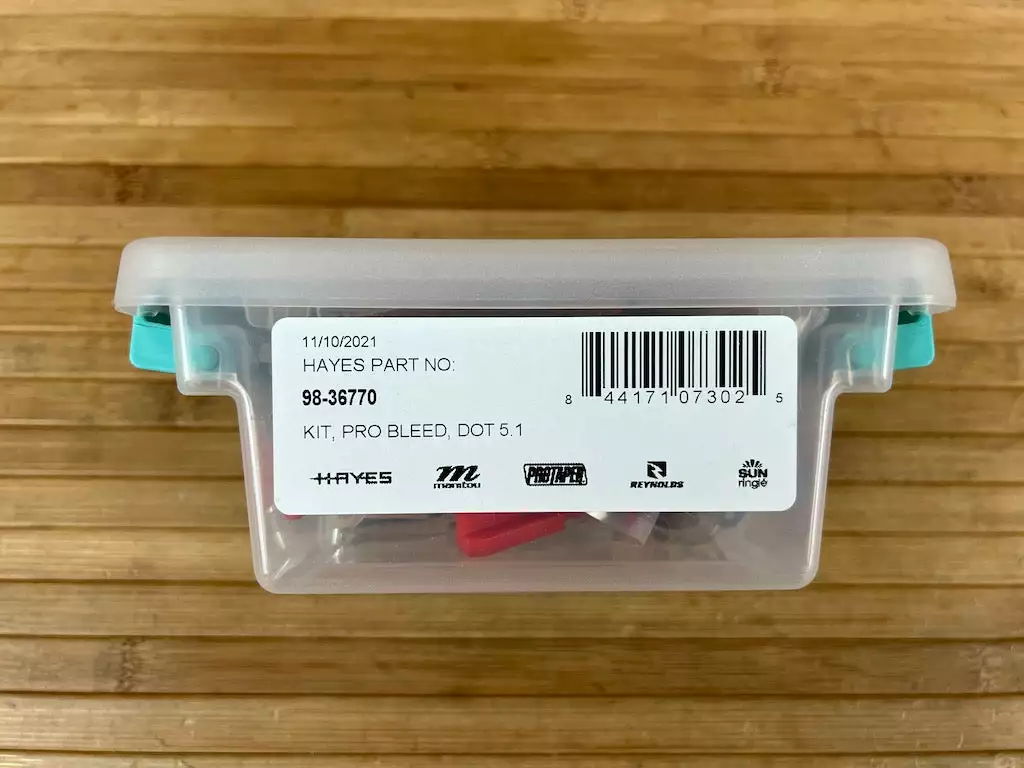 11/10/2021
HAYES PART NO:
98-36770
KIT, PRO BLEED, DOT 5.1
8 44171 07302 5
HAYES m manitou PROTAPER REYNOLDS SUN ringlé